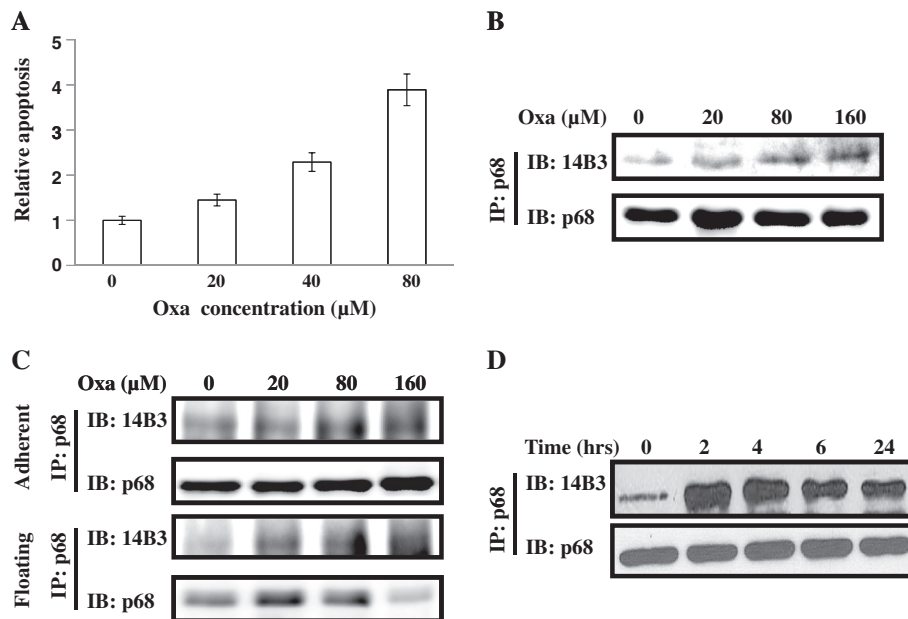 A
Relative apoptosis
5
4
3
2
1
0
0 20 40 80
Oxa concentration (µM)
B
Oxa (µM) 0 20 80 160
IP: p68
IB: 14B3
IB: p68
C
Oxa (µM) 0 20 80 160
Adherent
IP: p68
IB: 14B3
IB: p68
Floating
IP: p68
IB: 14B3
IB: p68
D
Time (hrs) 0 2 4 6 24
IP: p68
IB: 14B3
IB: p68